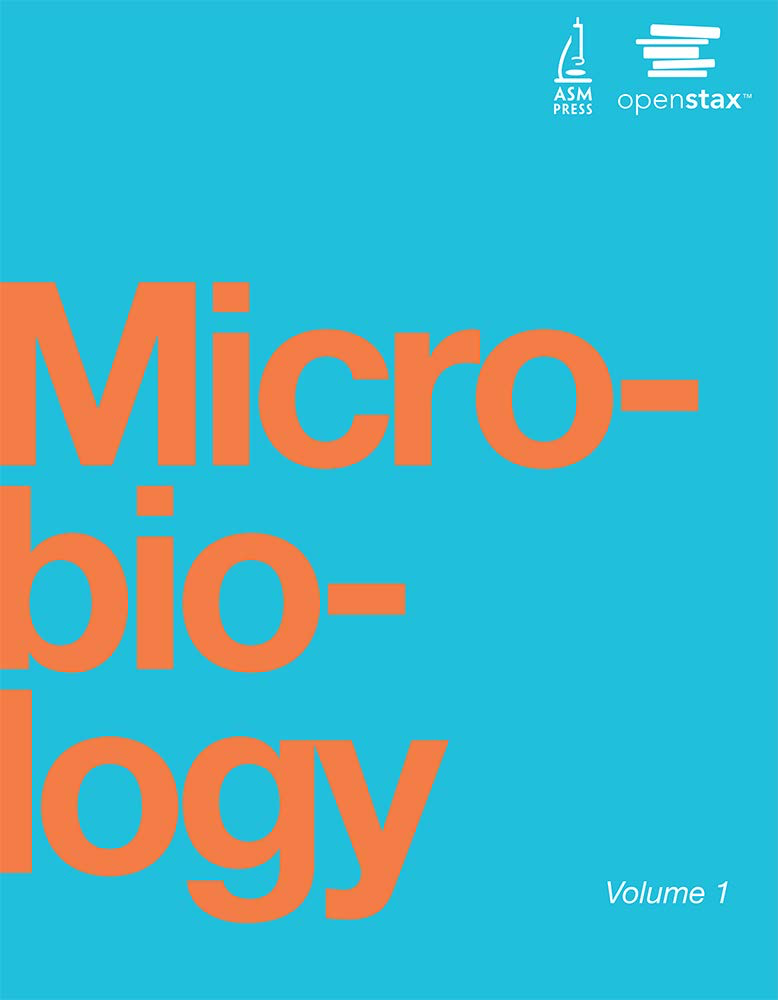 ASM
PRESS
openstax™
Micro-
bio-
logy
Volume 1